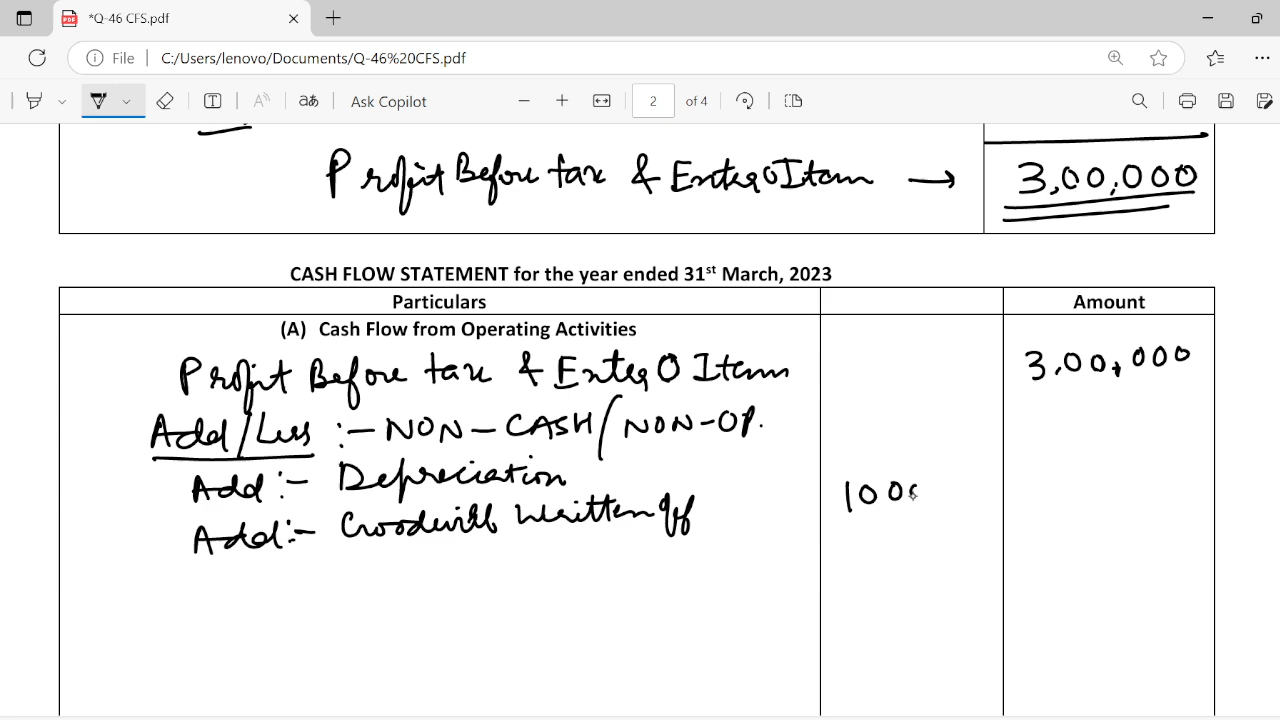 *Q-46 CFS.pdf
File C:/Users/lenovo/Documents/Q-46%20CFS.pdf
aあ Ask Copilot 2 of 4
Profit Before tax & Extra O Item → 3,00,000
CASH FLOW STATEMENT for the year ended 31st March, 2023
Particulars Amount
(A) Cash Flow from Operating Activities
Profit Before tax & Extra O Item 3,00,000
Add/Less :- NON-CASH/NON-OP.
Add:- Depreciation 1000
Add:- Goodwill Written off